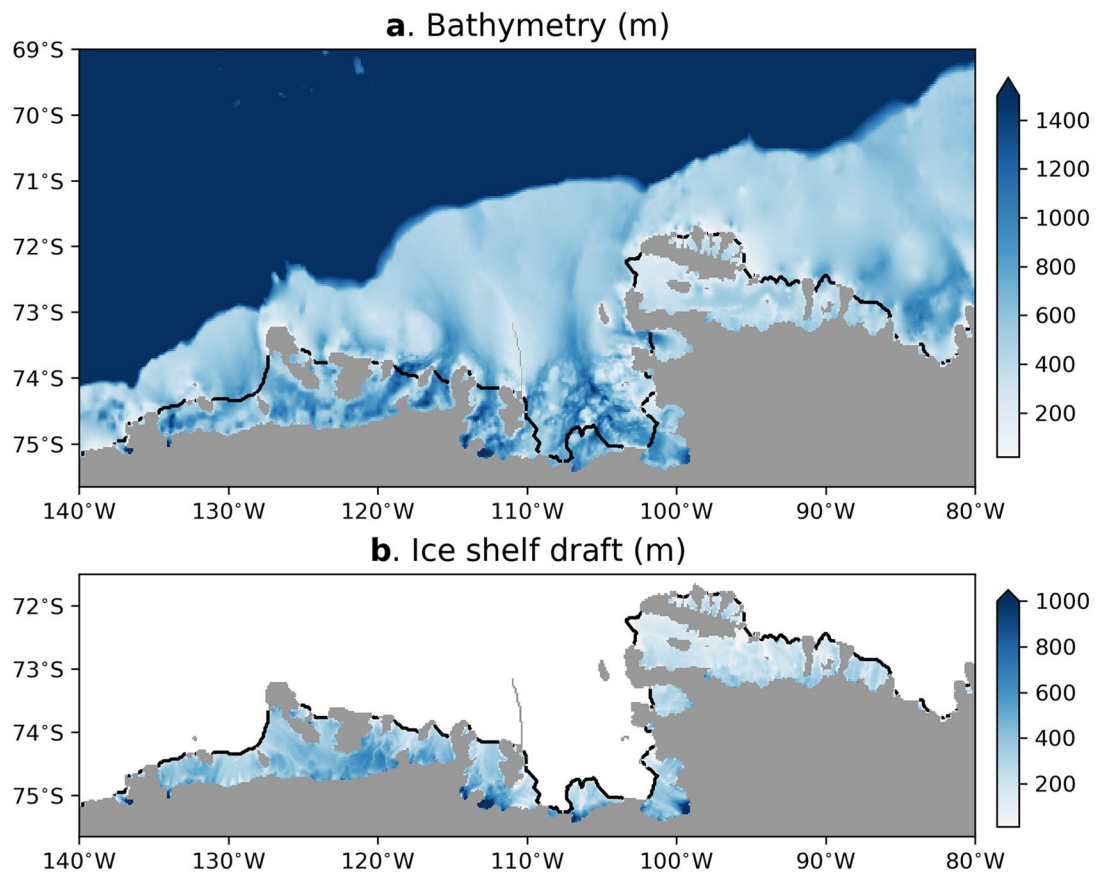 a. Bathymetry (m)
69°S
70°S
71°S
72°S
73°S
74°S
75°S
140°W
130°W
120°W
110°W
100°W
90°W
80°W
1400
1200
1000
800
600
400
200
b. Ice shelf draft (m)
72°S
73°S
74°S
75°S
140°W
130°W
120°W
110°W
100°W
90°W
80°W
1000
800
600
400
200